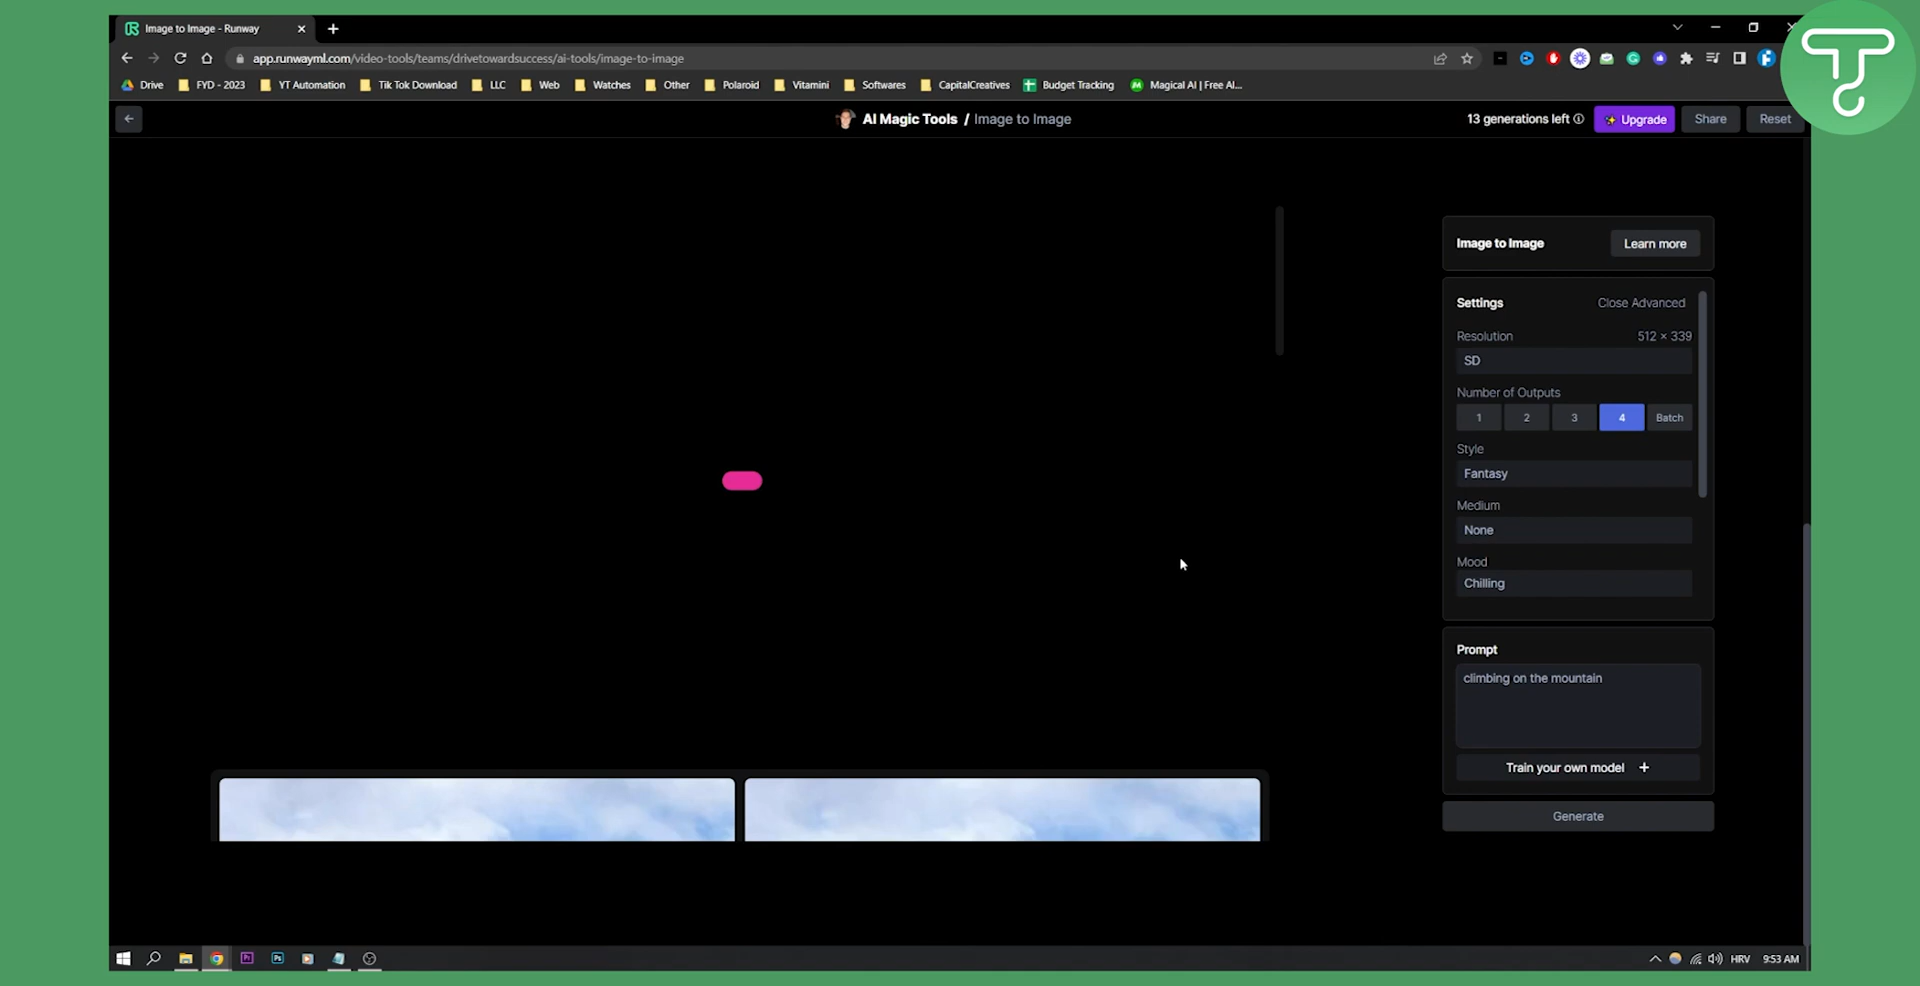 Image to Image - Runway
app.runwayml.com/video-tools/teams/drivetowardsuccess/ai-tools/image-to-image
Drive FYD - 2023 YT Automation Tik Tok Download LLC Web Watches Other Polaroid Vitamini Softwares CapitalCreatives Budget Tracking Magical AI | Free AI...
AI Magic Tools / Image to Image
13 generations left
Upgrade
Share
Reset
Image to Image
Learn more
Settings
Close Advanced
Resolution
512 × 339
SD
Number of Outputs
1 2 3 4 Batch
Style
Fantasy
Medium
None
Mood
Chilling
Prompt
climbing on the mountain
Train your own model +
Generate
Pr Ps
HRV 9:53 AM